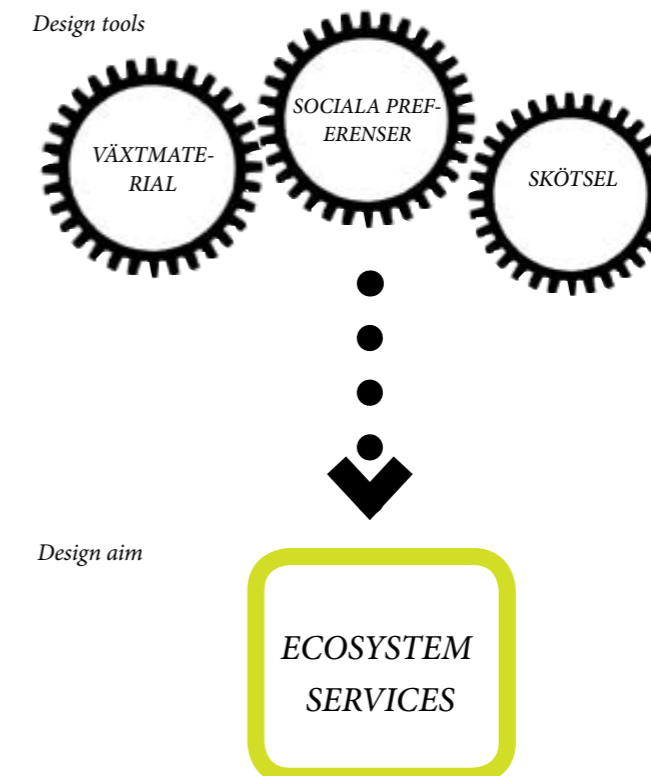 Design tools
VÄXTMATE-
RIAL
SOCIALA PREF-
ERENSER
SKÖTSEL
Design aim
ECOSYSTEM
SERVICES